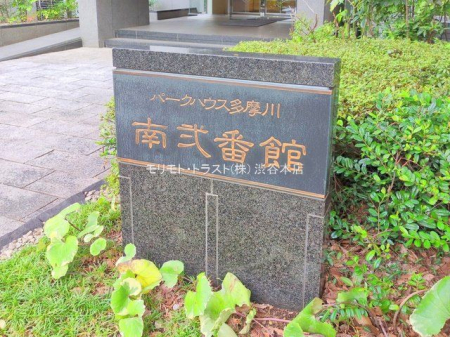 パークハウス多摩川
南弐番館
モリモト・トラスト(株) 渋谷本店